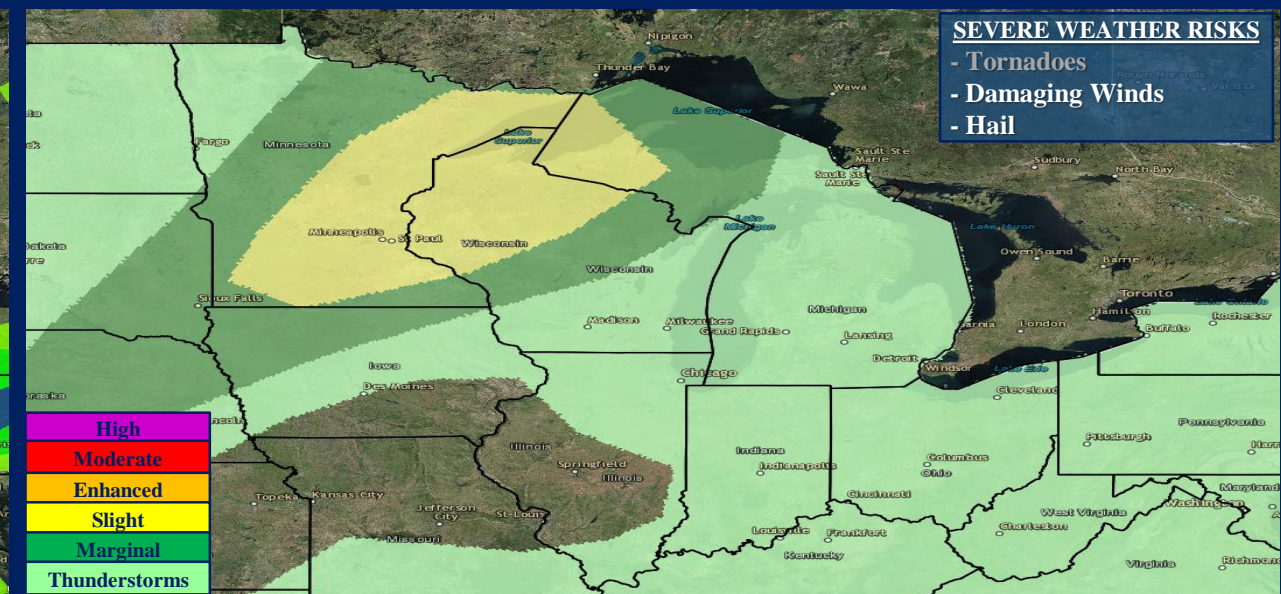 SEVERE WEATHER RISKS
- Tornadoes
- Damaging Winds
- Hail
Nipigon
Thunder Bay
Wawa
Lake Superior
Fargo
Minnesota
Lake
Superior
Sault Ste
Marie
Sault Ste
Marie
Sudbury
North Bay
Lake
Michigan
Lake Huron
Minneapolis
St Paul
Wisconsin
Owen Sound
Barrie
Wisconsin
Sioux Falls
Toronto
Lake Ontario
Michigan
Hamilton
Rochester
Madison
Milwaukee
Grand Rapids
Lansing
Sarnia
London
Buffalo
Detroit
Windsor
Lake Erie
Iowa
Chicago
Des Moines
Cleveland
Pennsylvania
Illinois
Indiana
Pittsburgh
Springfield
Illinois
Indianapolis
Columbus
Ohio
Maryland
Topeka
Kansas City
Cincinnati
Jefferson
City
St Louis
West Virginia
Washington
Charleston
Missouri
Louisville
Frankfort
Kentucky
Virginia
High
Moderate
Enhanced
Slight
Marginal
Thunderstorms